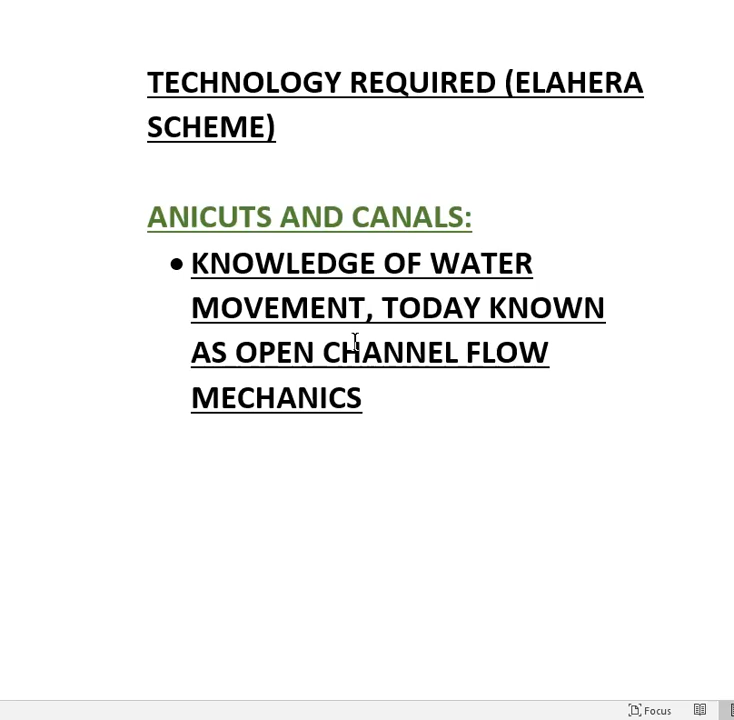 TECHNOLOGY REQUIRED (ELAHERA
SCHEME)
ANICUTS AND CANALS:
• KNOWLEDGE OF WATER
MOVEMENT, TODAY KNOWN
AS OPEN CHANNEL FLOW
MECHANICS
Focus